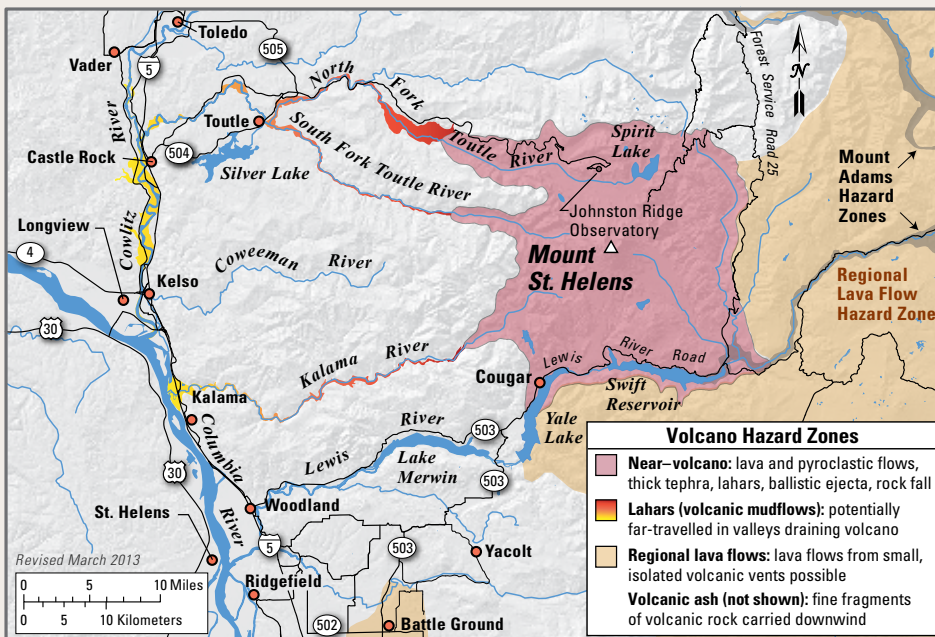 Toledo
Vader
5
505
504
Toutle
Castle Rock
Silver Lake
North
Fork
Toutle
River
South Fork Toutle River
Spirit
Lake
Forest Service Road 25
N
Mount
Adams
Hazard
Zones
Johnston Ridge
Observatory
Mount
St. Helens
Regional
Lava Flow
Hazard Zone
Longview
4
Cowlitz
River
Kelso
Coweeman River
30
Kalama River
Kalama
Cougar
Lewis
River Road
Swift
Reservoir
Yale
Lake
Columbia
River
Lewis
River
Lake
Merwin
503
503
30
Woodland
St. Helens
5
503
Yacolt
Ridgefield
502
Battle Ground
Revised March 2013
0 5 10 Miles
0 5 10 Kilometers
Volcano Hazard Zones
Near–volcano: lava and pyroclastic flows,
thick tephra, lahars, ballistic ejecta, rock fall
Lahars (volcanic mudflows): potentially
far-travelled in valleys draining volcano
Regional lava flows: lava flows from small,
isolated volcanic vents possible
Volcanic ash (not shown): fine fragments
of volcanic rock carried downwind